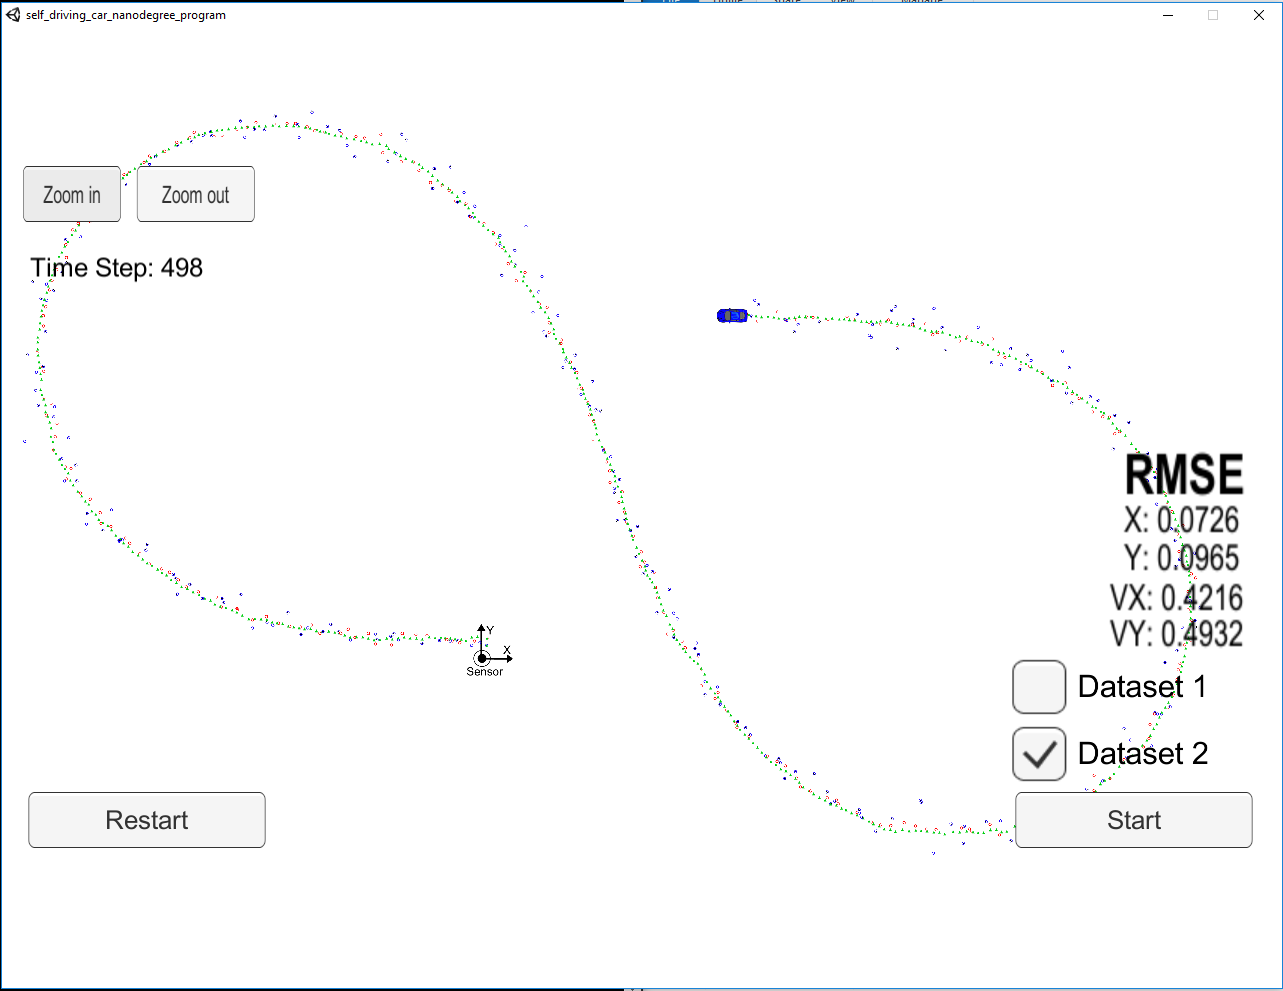 self_driving_car_nanodegree_program
Zoom in
Zoom out
Time Step: 498
RMSE
X: 0.0726
Y: 0.0965
VX: 0.4216
VY: 0.4932
Y
X
Sensor
Dataset 1
Dataset 2
Restart
Start